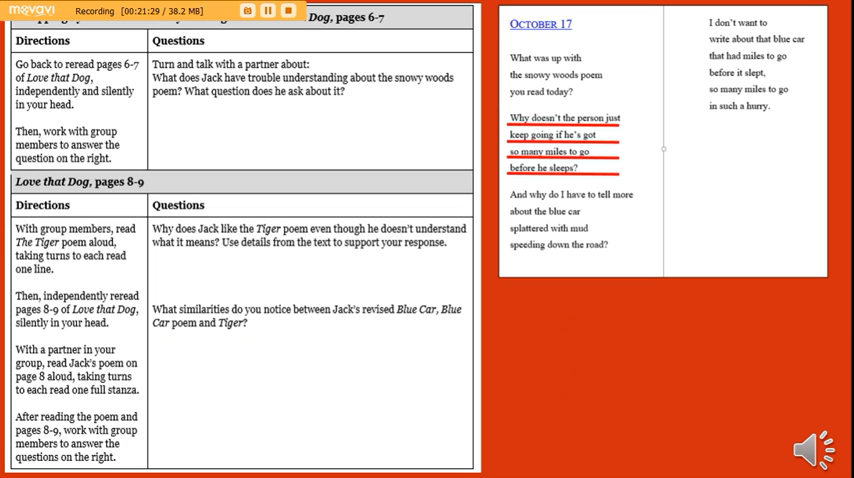 movavi
Recording [00:21:29 / 38.2 MB]
Dog, pages 6-7
Directions
Questions
Go back to reread pages 6-7
of Love that Dog,
independently and silently
in your head.
Then, work with group
members to answer the
question on the right.
Turn and talk with a partner about:
What does Jack have trouble understanding about the snowy woods
poem? What question does he ask about it?
Love that Dog, pages 8-9
Directions
Questions
With group members, read
The Tiger poem aloud,
taking turns to each read
one line.
Then, independently reread
pages 8-9 of Love that Dog,
silently in your head.
With a partner in your
group, read Jack's poem on
page 8 aloud, taking turns
to each read one full stanza.
After reading the poem and
pages 8-9, work with group
members to answer the
questions on the right.
Why does Jack like the Tiger poem even though he doesn't understand
what it means? Use details from the text to support your response.
What similarities do you notice between Jack's revised Blue Car, Blue
Car poem and Tiger?
OCTOBER 17
What was up with
the snowy woods poem
you read today?
Why doesn't the person just
keep going if he's got
so many miles to go
before he sleeps?
And why do I have to tell more
about the blue car
splattered with mud
speeding down the road?
I don't want to
write about that blue car
that had miles to go
before it slept,
so many miles to go
in such a hurry.